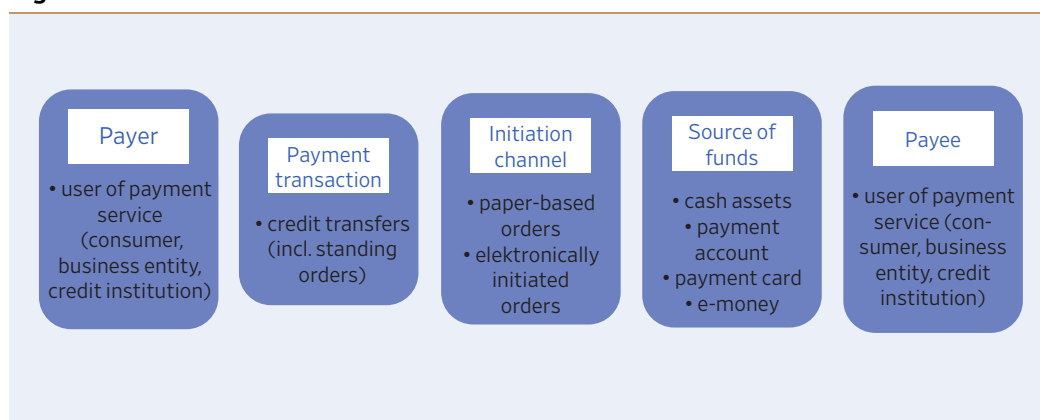 Payer
• user of payment
service
(consumer,
business entity,
credit institution)
Payment
transaction
• credit transfers
(incl. standing
orders)
Initiation
channel
• paper-based
orders
• elektronically
initiated
orders
Source of
funds
• cash assets
• payment
account
• payment card
• e-money
Payee
• user of payment
service (con-
sumer, business
entity, credit
institution)